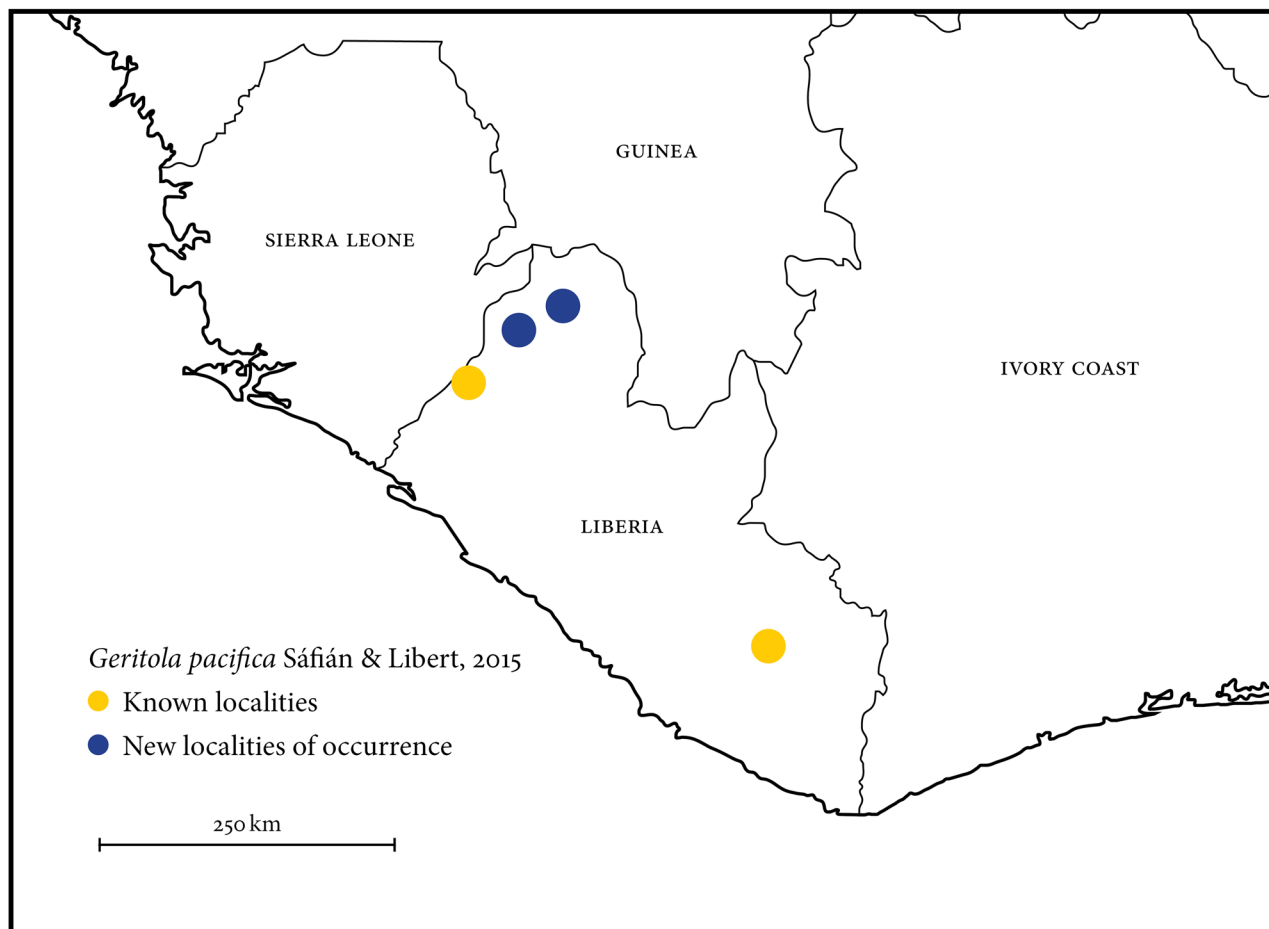 GUINEA
SIERRA LEONE
IVORY COAST
LIBERIA
Geritola pacifica Sáfián & Libert, 2015
Known localities
New localities of occurrence
250 km